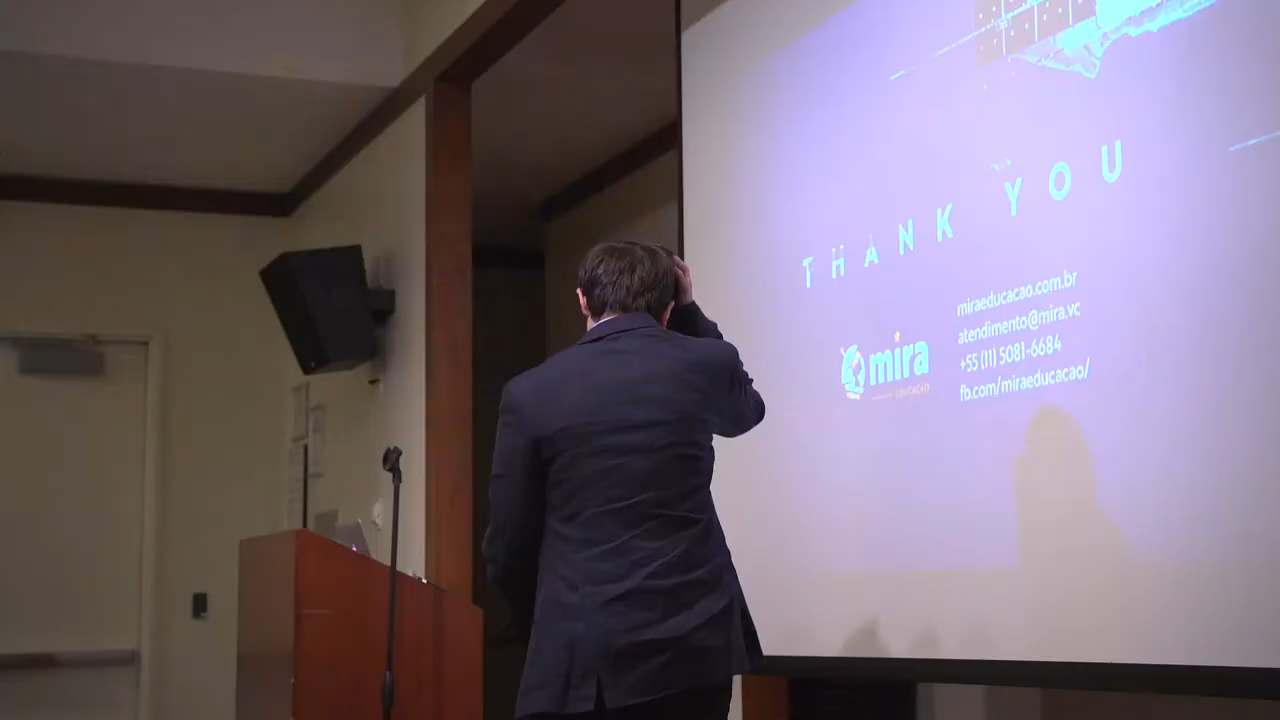 THANK YOU
miraeducacao.com.br
atendimento@mira.vc
+55 (11) 5081-6684
fb.com/miraeducacao/
mira
EDUCAÇÃO